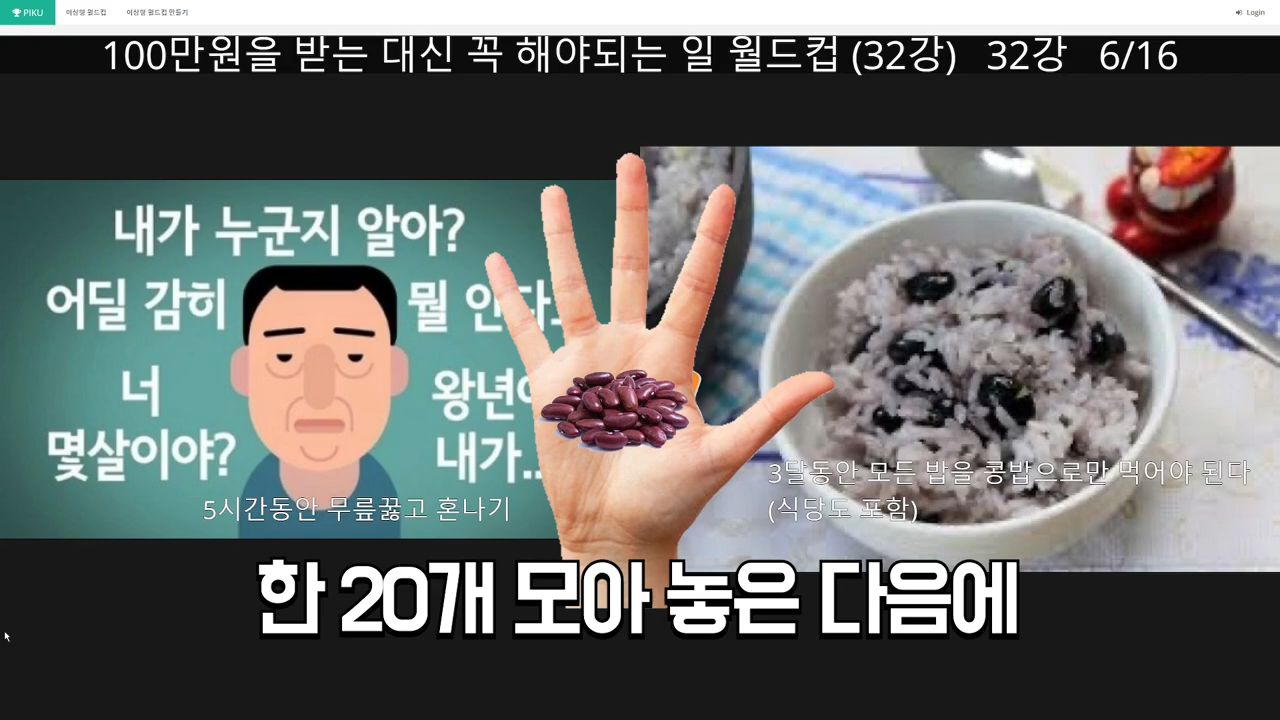 PIKU 이상형 월드컵 이상형 월드컵 만들기 Login
100만원을 받는 대신 꼭 해야되는 일 월드컵 (32강) 32강 6/16
내가 누군지 알아?
어딜 감히 뭘 안다
너 왕년에
몇살이야? 내가..
5시간동안 무릎꿇고 혼나기
3달동안 모든 밥을 콩밥으로만 먹어야 된다
(식당도 포함)
한 20개 모아 놓은 다음에